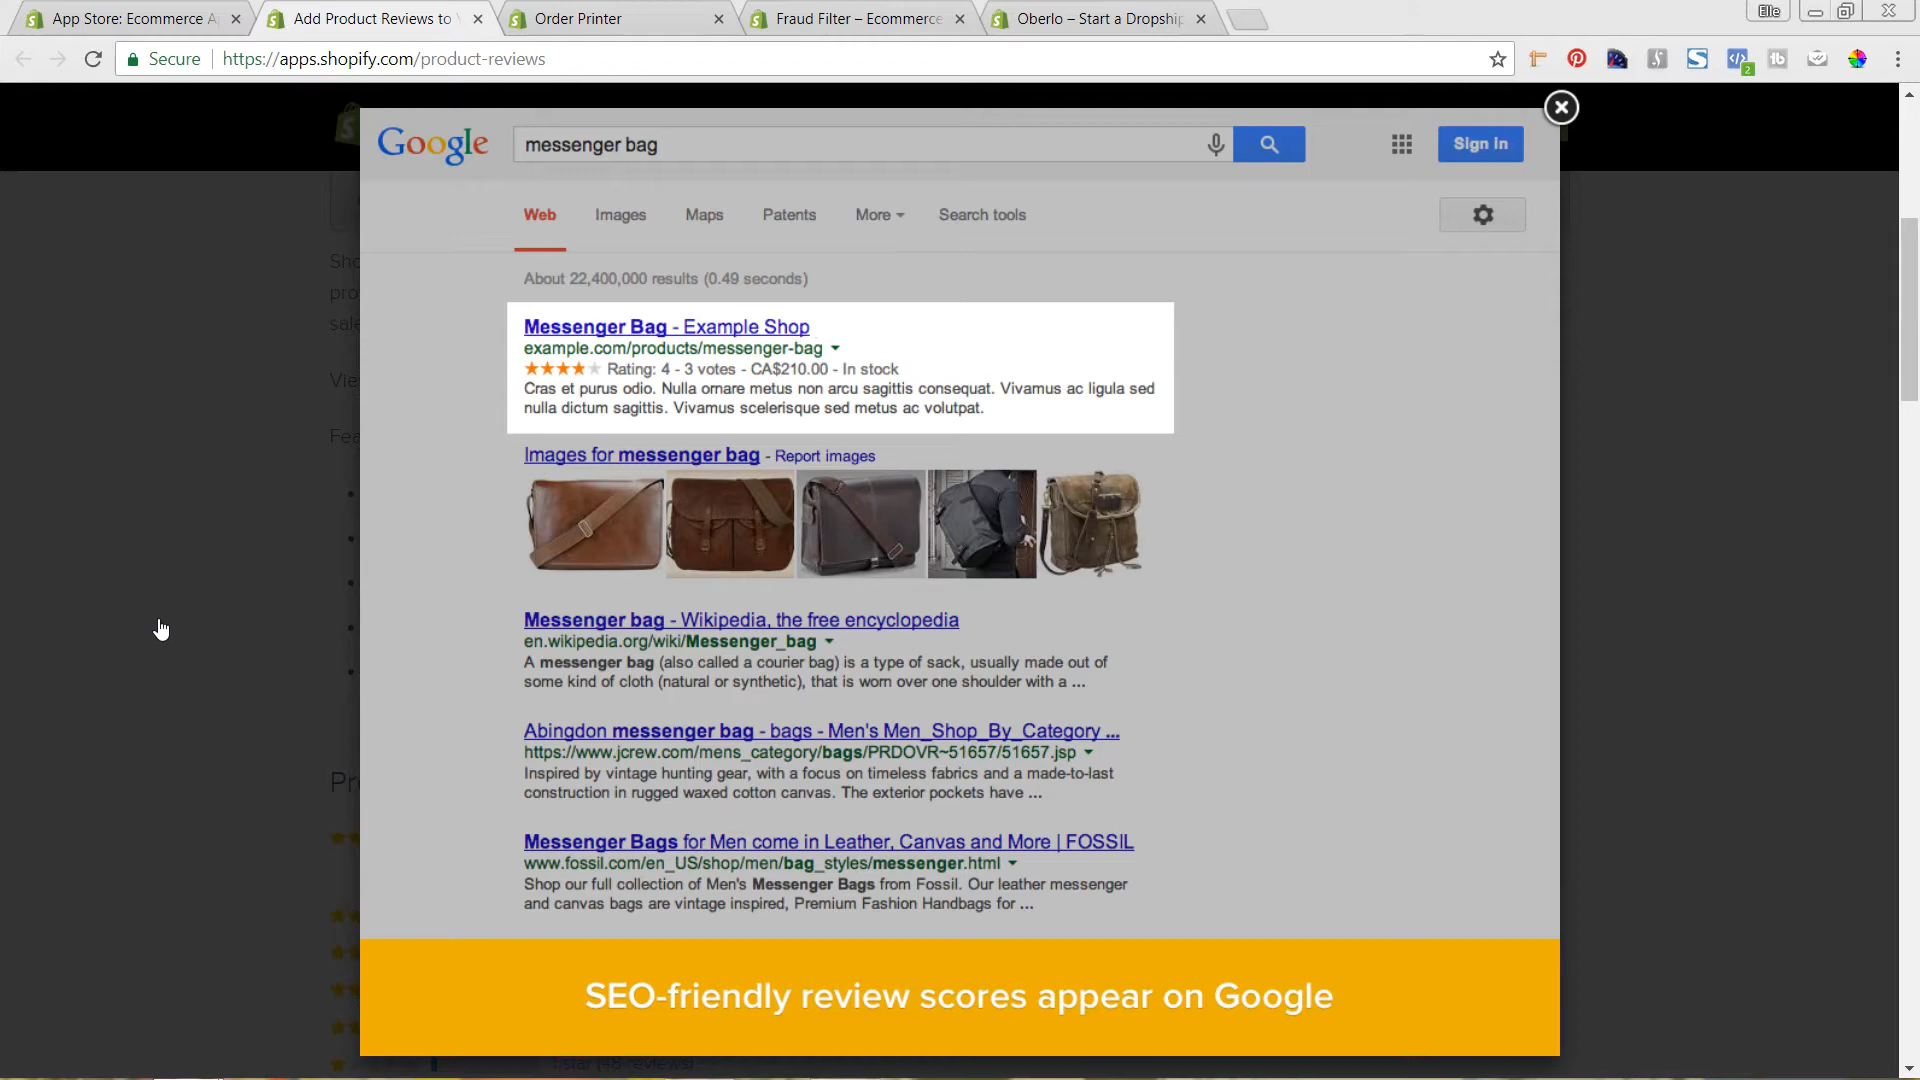 App Store: Ecommerce A
Add Product Reviews to Y
Order Printer
Fraud Filter – Ecommerce
Oberlo – Start a Dropship
Elle
Secure
https://apps.shopify.com/product-reviews
2
Google
messenger bag
Sign in
Web
Images
Maps
Patents
More
Search tools
About 22,400,000 results (0.49 seconds)
Sho
pro
sale
Messenger Bag - Example Shop
example.com/products/messenger-bag
Rating: 4 - 3 votes - CA$210.00 - In stock
Cras et purus odio. Nulla ornare metus non arcu sagittis consequat. Vivamus ac ligula sed
nulla dictum sagittis. Vivamus scelerisque sed metus ac volutpat.
Vie
Fea
Images for messenger bag - Report images
Messenger bag - Wikipedia, the free encyclopedia
en.wikipedia.org/wiki/Messenger_bag
A messenger bag (also called a courier bag) is a type of sack, usually made out of
some kind of cloth (natural or synthetic), that is worn over one shoulder with a ...
Abingdon messenger bag - bags - Men's Men_Shop_By_Category ...
https://www.jcrew.com/mens_category/bags/PRDOVR~51657/51657.jsp
Inspired by vintage hunting gear, with a focus on timeless fabrics and a made-to-last
construction in rugged waxed cotton canvas. The exterior pockets have ...
Messenger Bags for Men come in Leather, Canvas and More | FOSSIL
www.fossil.com/en_US/shop/men/bag_styles/messenger.html
Shop our full collection of Men's Messenger Bags from Fossil. Our leather messenger
and canvas bags are vintage inspired, Premium Fashion Handbags for ...
SEO-friendly review scores appear on Google